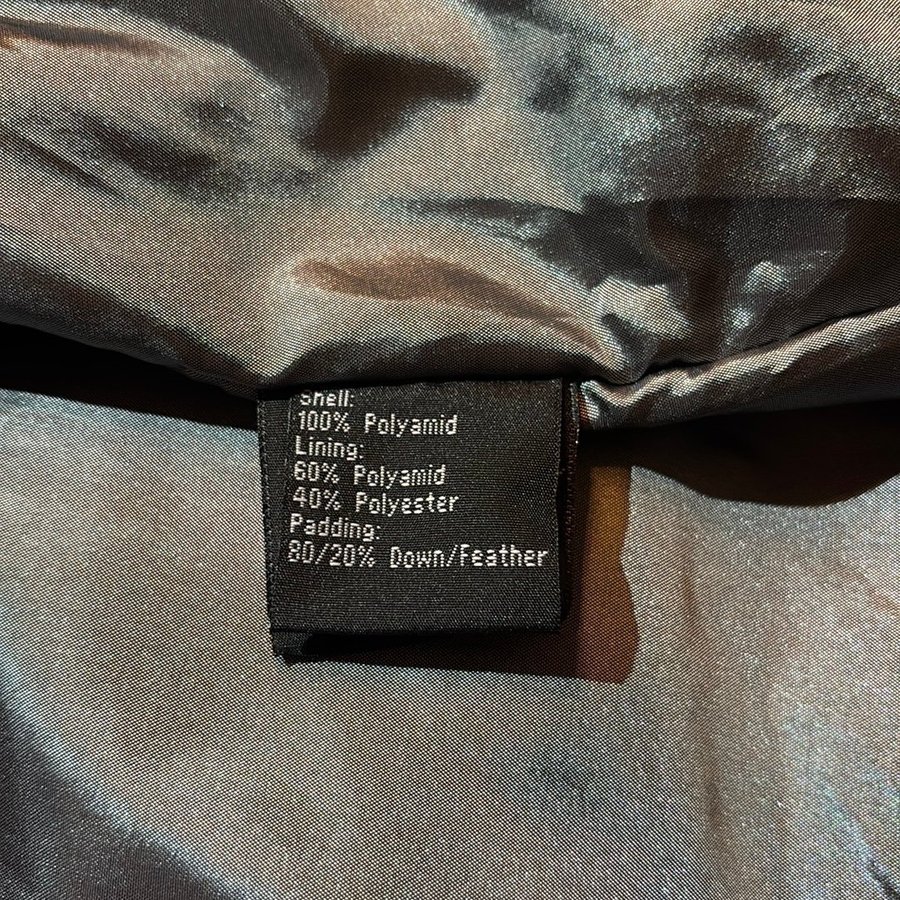 Shell:
100% Polyamid
Lining:
60% Polyamid
40% Polyester
Padding:
80/20% Down/Feather